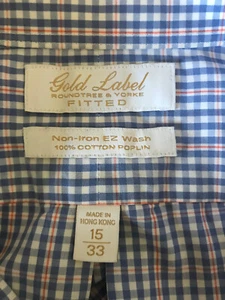 Gold Label
ROUNDTREE & YORKE
FITTED
Non-Iron EZ Wash
100% COTTON POPLIN
MADE IN
HONG KONG
15
33